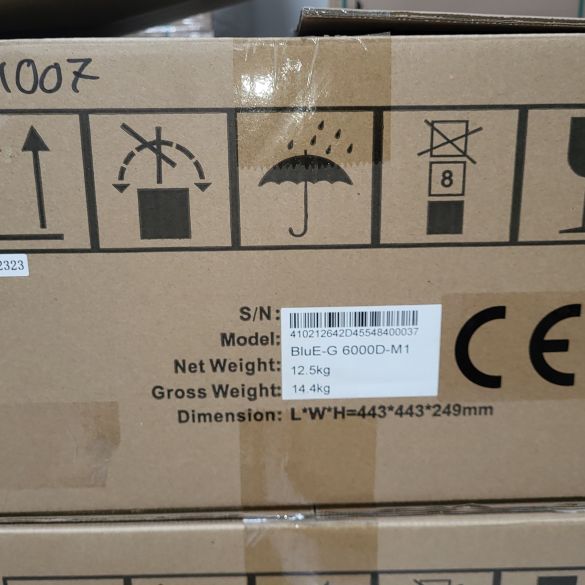 1007
8
2323
S/N:
410212642D45548400037
Model: BluE-G 6000D-M1
Net Weight: 12.5kg
Gross Weight: 14.4kg
Dimension: L*W*H=443*443*249mm
CE